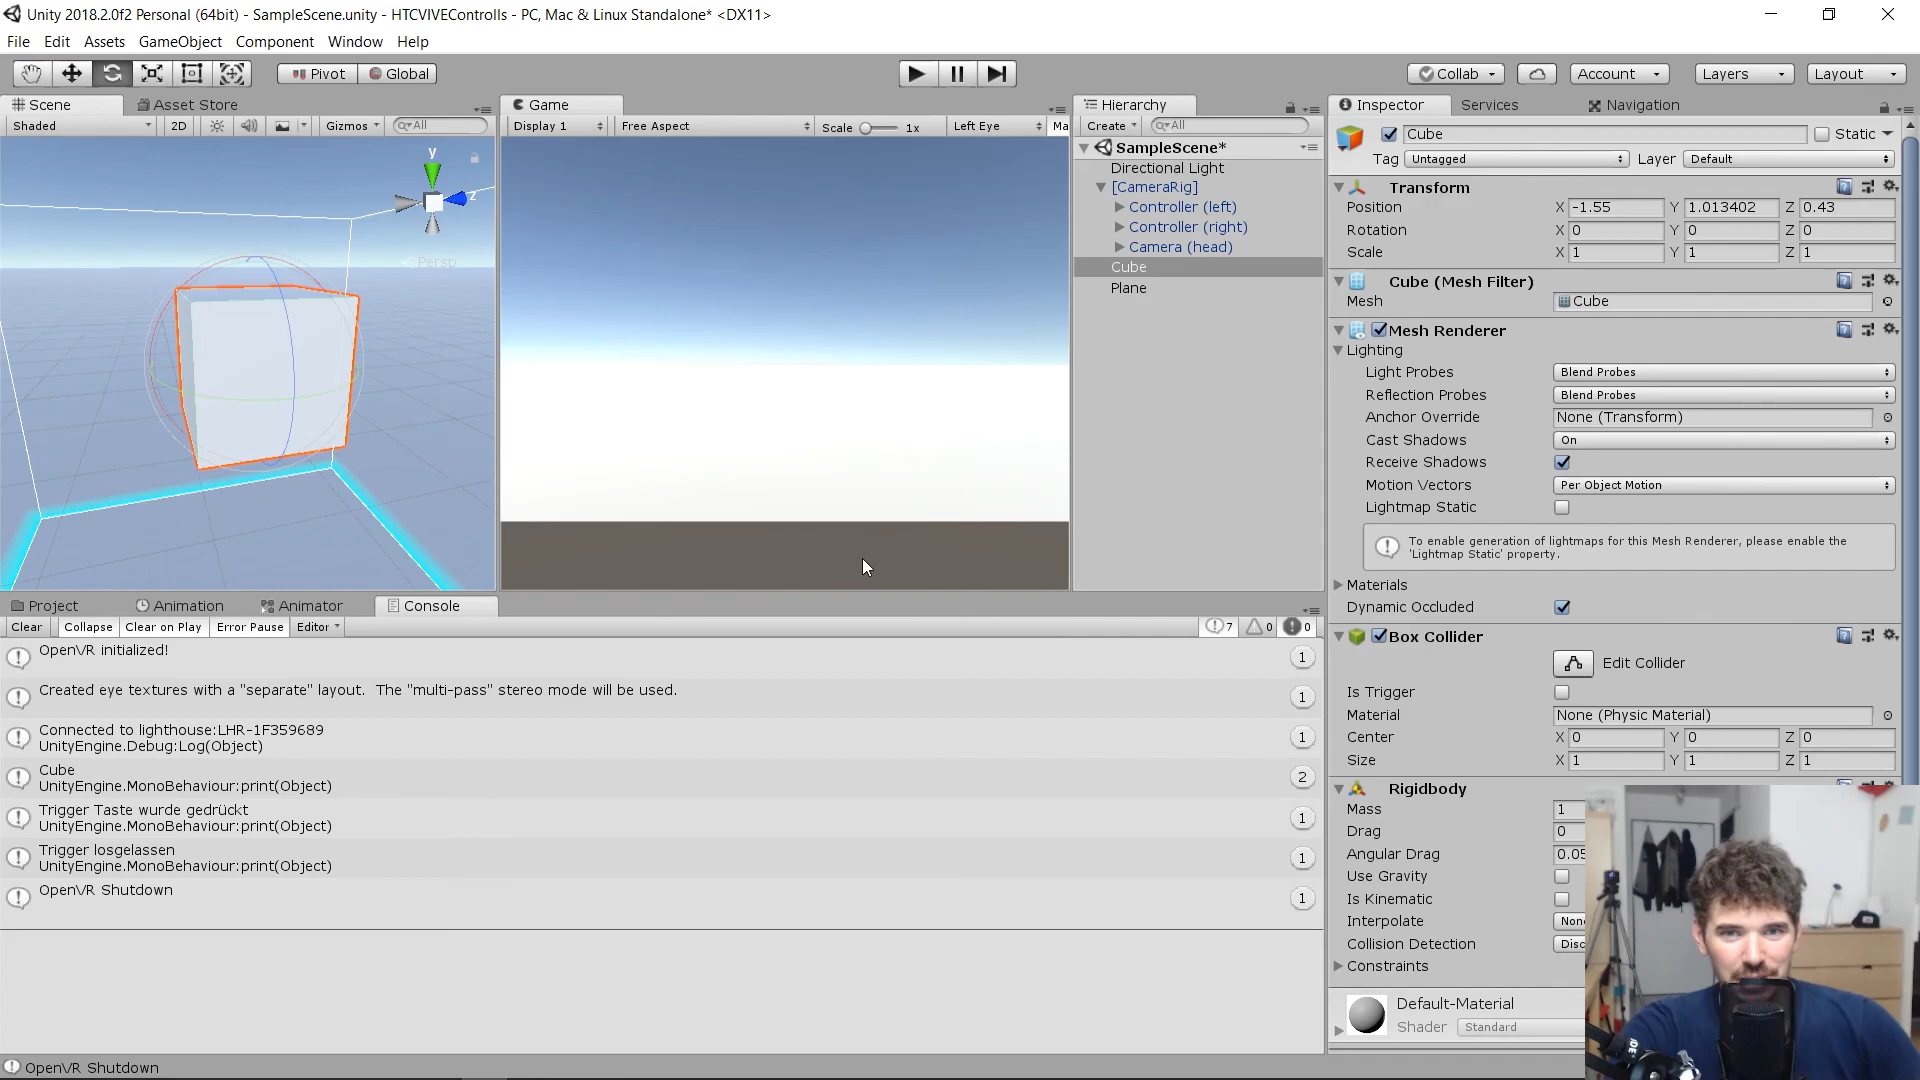 Unity 2018.2.0f2 Personal (64bit) - SampleScene.unity - HTCVIVEControlls - PC, Mac & Linux Standalone* <DX11>
File Edit Assets GameObject Component Window Help
Pivot Global Collab Account Layers Layout
Scene Asset Store
Shaded 2D Gizmos All
y
z
Persp
Game
Display 1 Free Aspect Scale 1x Left Eye Ma
Hierarchy
Create All
SampleScene*
Directional Light
[CameraRig]
Controller (left)
Controller (right)
Camera (head)
Cube
Plane
Inspector Services Navigation
Cube Static
Tag Untagged Layer Default
Transform
Position X -1.55 Y 1.013402 Z 0.43
Rotation X 0 Y 0 Z 0
Scale X 1 Y 1 Z 1
Cube (Mesh Filter)
Mesh Cube
Mesh Renderer
Lighting
Light Probes Blend Probes
Reflection Probes Blend Probes
Anchor Override None (Transform)
Cast Shadows On
Receive Shadows
Motion Vectors Per Object Motion
Lightmap Static
To enable generation of lightmaps for this Mesh Renderer, please enable the
'Lightmap Static' property.
Materials
Dynamic Occluded
Box Collider
Edit Collider
Is Trigger
Material None (Physic Material)
Center X 0 Y 0 Z 0
Size X 1 Y 1 Z 1
Rigidbody
Mass 1
Drag 0
Angular Drag 0.05
Use Gravity
Is Kinematic
Interpolate Non
Collision Detection Disc
Constraints
Default-Material
Shader Standard
Project Animation Animator Console
Clear Collapse Clear on Play Error Pause Editor 7 0 0
OpenVR initialized! 1
Created eye textures with a "separate" layout. The "multi-pass" stereo mode will be used. 1
Connected to lighthouse:LHR-1F359689
UnityEngine.Debug:Log(Object) 1
Cube
UnityEngine.MonoBehaviour:print(Object) 2
Trigger Taste wurde gedrückt
UnityEngine.MonoBehaviour:print(Object) 1
Trigger losgelassen
UnityEngine.MonoBehaviour:print(Object) 1
OpenVR Shutdown 1
OpenVR Shutdown